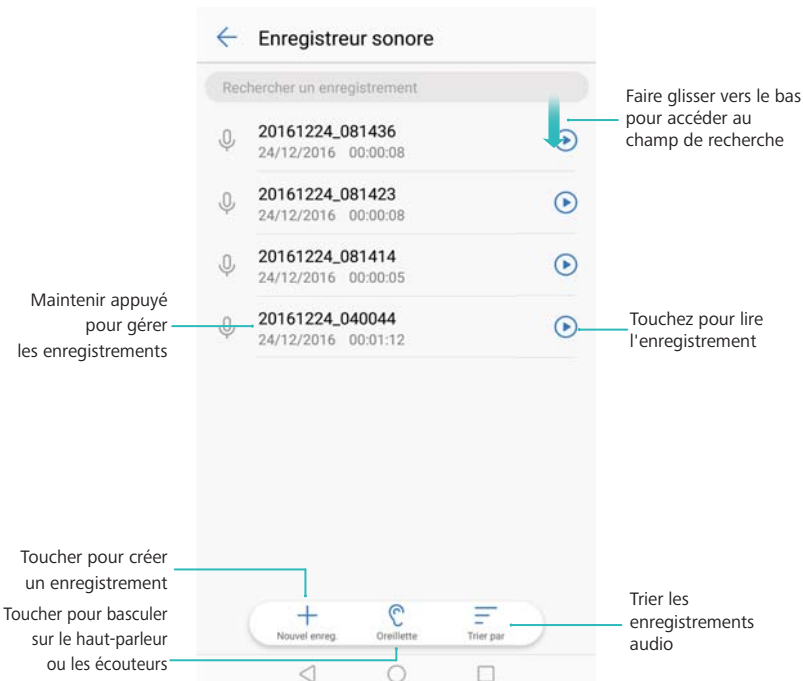 Enregistreur sonore
Rechercher un enregistrement
Faire glisser vers le bas
pour accéder au
champ de recherche
20161224_081436
24/12/2016 00:00:08
20161224_081423
24/12/2016 00:00:08
20161224_081414
24/12/2016 00:00:05
Maintenir appuyé
pour gérer
les enregistrements
20161224_040044
24/12/2016 00:01:12
Touchez pour lire
l'enregistrement
Toucher pour créer
un enregistrement
Toucher pour basculer
sur le haut-parleur
ou les écouteurs
Nouvel enreg.
Oreillette
Trier par
Trier les
enregistrements
audio